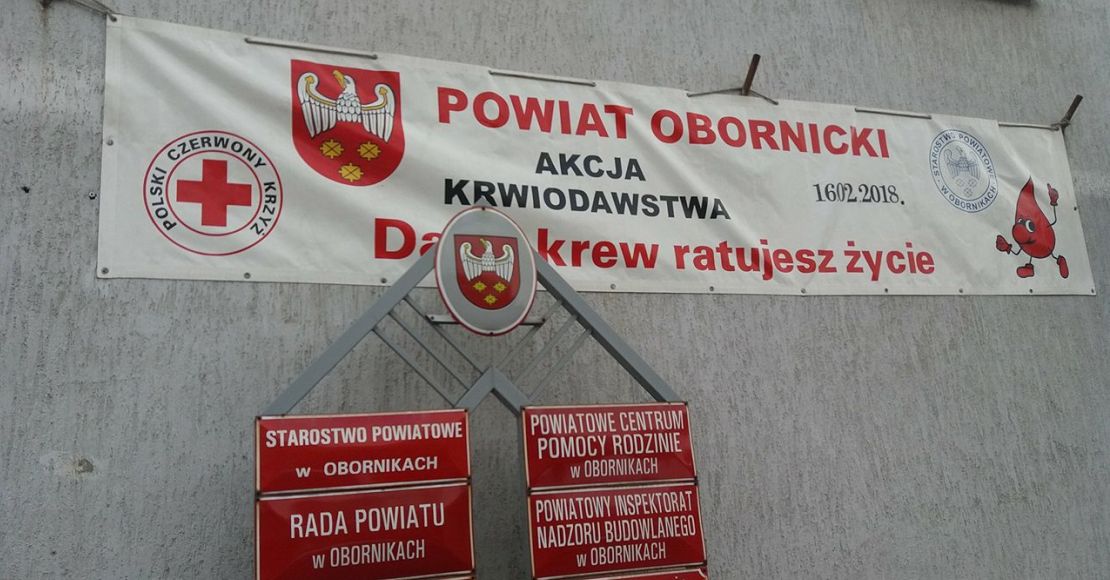 POWIAT OBORNICKI
AKCJA
KRWIODAWSTWA
16.02.2018.
krew ratujesz życie
POLSKI CZERWONY KRZYŻ
STAROSTWO POWIATOWE
W OBORNIKACH
STAROSTWO POWIATOWE
w OBORNIKACH
RADA POWIATU
w OBORNIKACH
POWIATOWE CENTRUM
POMOCY RODZINIE
w OBORNIKACH
POWIATOWY INSPEKTORAT
NADZORU BUDOWLANEGO
w OBORNIKACH